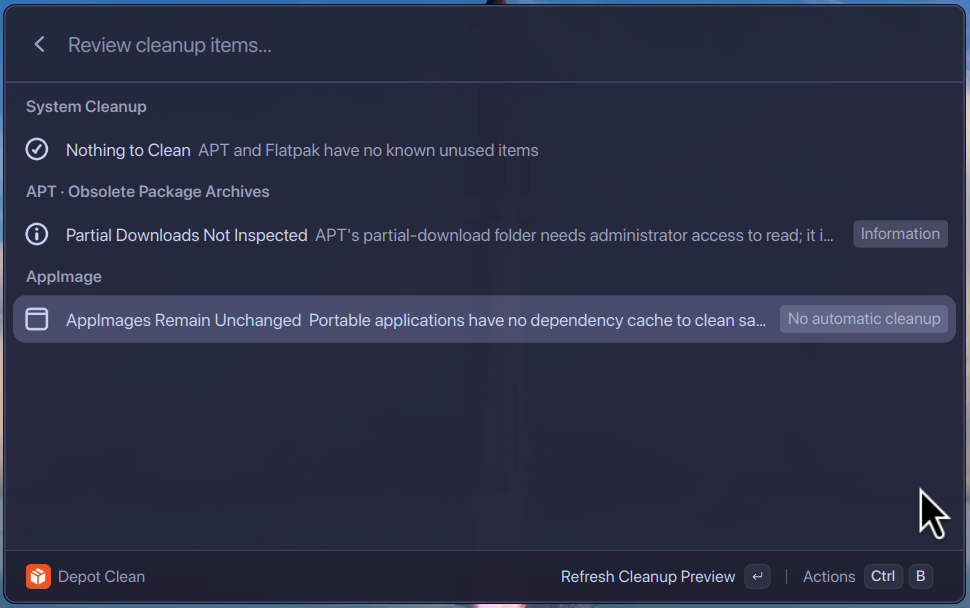 Review cleanup items...
System Cleanup
Nothing to Clean APT and Flatpak have no known unused items
APT · Obsolete Package Archives
Partial Downloads Not Inspected APT's partial-download folder needs administrator access to read; it i... Information
AppImage
AppImages Remain Unchanged Portable applications have no dependency cache to clean sa... No automatic cleanup
Depot Clean Refresh Cleanup Preview ↵ | Actions Ctrl B